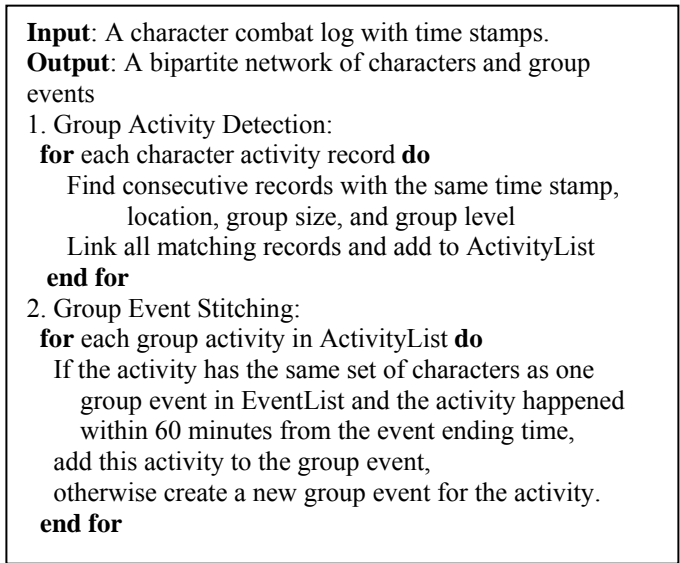 Input: A character combat log with time stamps.
Output: A bipartite network of characters and group
events
1. Group Activity Detection:
for each character activity record do
Find consecutive records with the same time stamp,
location, group size, and group level
Link all matching records and add to ActivityList
end for
2. Group Event Stitching:
for each group activity in ActivityList do
If the activity has the same set of characters as one
group event in EventList and the activity happened
within 60 minutes from the event ending time,
add this activity to the group event,
otherwise create a new group event for the activity.
end for